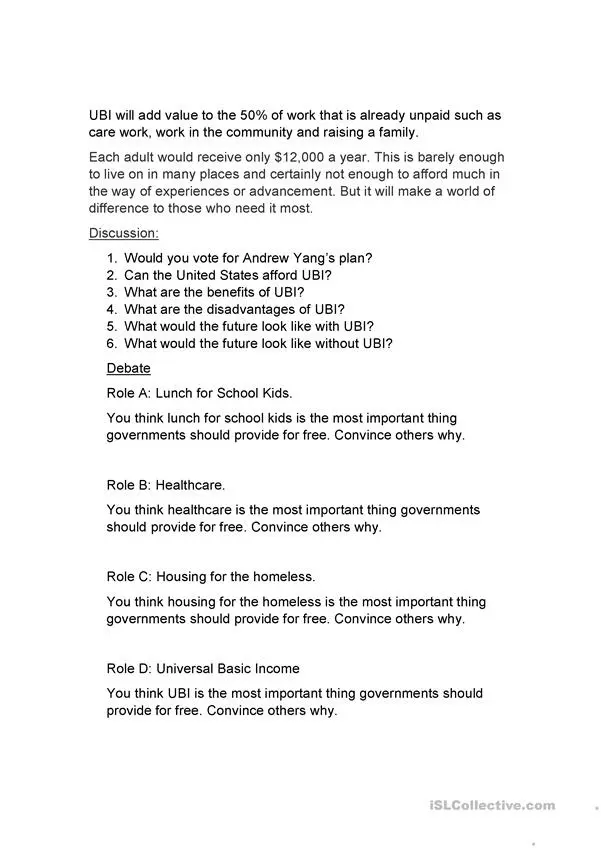 UBI will add value to the 50% of work that is already unpaid such as
care work, work in the community and raising a family.
Each adult would receive only $12,000 a year. This is barely enough
to live on in many places and certainly not enough to afford much in
the way of experiences or advancement. But it will make a world of
difference to those who need it most.
Discussion:
1. Would you vote for Andrew Yang's plan?
2. Can the United States afford UBI?
3. What are the benefits of UBI?
4. What are the disadvantages of UBI?
5. What would the future look like with UBI?
6. What would the future look like without UBI?
Debate
Role A: Lunch for School Kids.
You think lunch for school kids is the most important thing
governments should provide for free. Convince others why.
Role B: Healthcare.
You think healthcare is the most important thing governments
should provide for free. Convince others why.
Role C: Housing for the homeless.
You think housing for the homeless is the most important thing
governments should provide for free. Convince others why.
Role D: Universal Basic Income
You think UBI is the most important thing governments should
provide for free. Convince others why.
iSLCollective.com